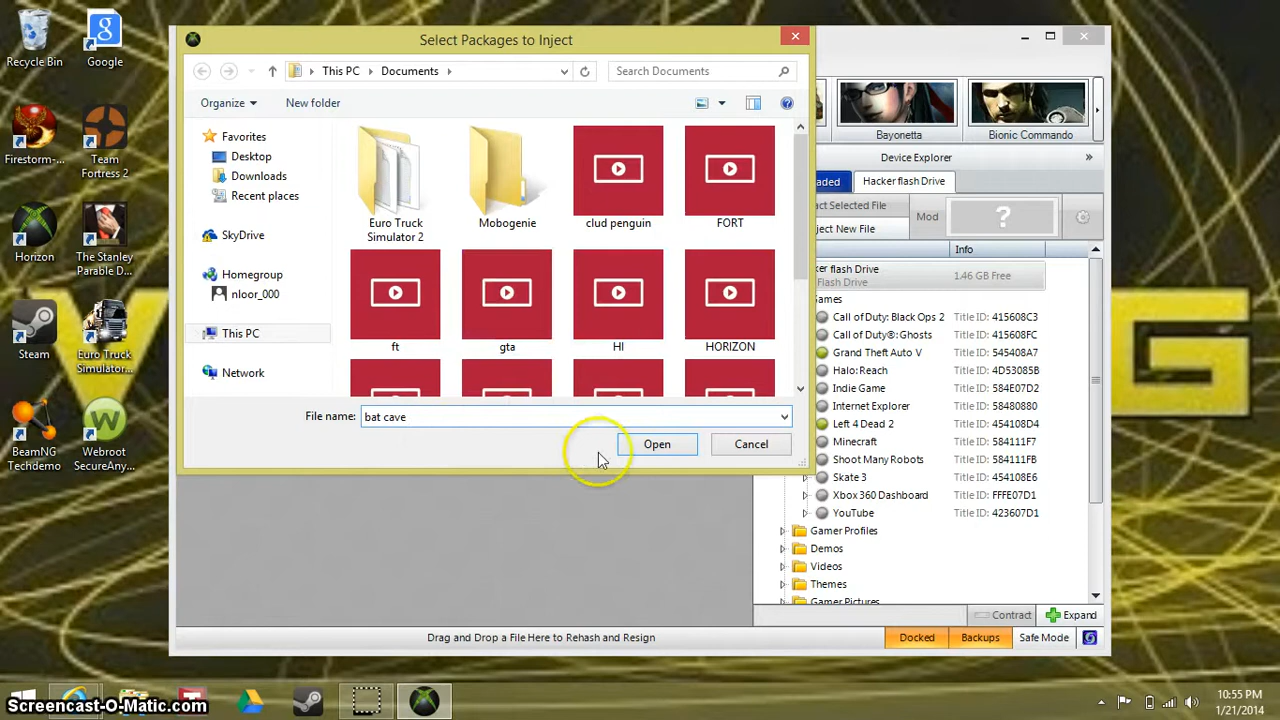 Recycle Bin
Google
Firestorm-...
Team Fortress 2
Horizon
The Stanley Parable D...
Steam
Euro Truck Simulator...
BeamNG Techdemo
Webroot SecureAny...
Select Packages to Inject
This PC
Documents
Search Documents
Organize
New folder
Favorites
Desktop
Downloads
Recent places
SkyDrive
Homegroup
nloor_000
This PC
Network
Euro Truck Simulator 2
Mobogenie
clud penguin
FORT
ft
gta
HI
HORIZON
File name:
bat cave
Open
Cancel
Bayonetta
Bionic Commando
Device Explorer
»
aded
Hacker flash Drive
act Selected File
Mod
?
ject New File
Info
ker flash Drive
Flash Drive
1.46 GB Free
Games
Call of Duty: Black Ops 2 Title ID: 415608C3
Call of Duty®: Ghosts Title ID: 415608FC
Grand Theft Auto V Title ID: 545408A7
Halo: Reach Title ID: 4D53085B
Indie Game Title ID: 584E07D2
Internet Explorer Title ID: 58480880
Left 4 Dead 2 Title ID: 454108D4
Minecraft Title ID: 584111F7
Shoot Many Robots Title ID: 584111FB
Skate 3 Title ID: 454108E6
Xbox 360 Dashboard Title ID: FFFE07D1
YouTube Title ID: 423607D1
Gamer Profiles
Demos
Videos
Themes
Gamer Pictures
Contract
Expand
Drag and Drop a File Here to Rehash and Resign
Docked
Backups
Safe Mode
Screencast-O-Matic.com
10:55 PM
1/21/2014